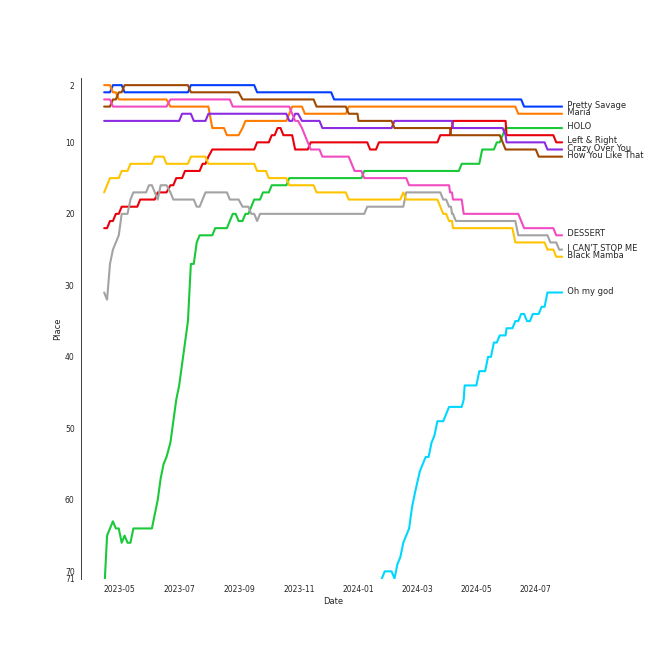 2
10
20
30
40
50
60
70
71
Place
2023-05 2023-07 2023-09 2023-11 2024-01 2024-03 2024-05 2024-07
Date
Pretty Savage
Maria
HOLO
Left & Right
Crazy Over You
How You Like That
DESSERT
I CAN'T STOP ME
Black Mamba
Oh my god